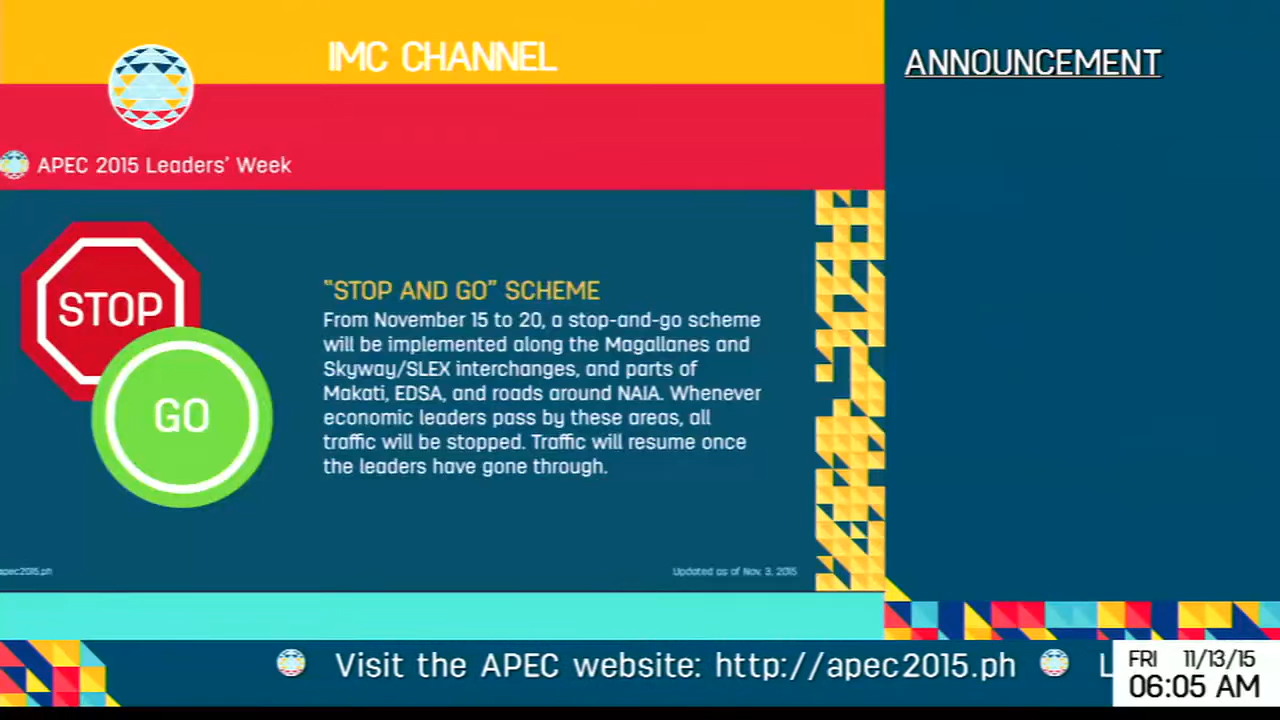 IMC CHANNEL
ANNOUNCEMENT
APEC 2015 Leaders’ Week
STOP
GO
“STOP AND GO” SCHEME
From November 15 to 20, a stop-and-go scheme
will be implemented along the Magallanes and
Skyway/SLEX interchanges, and parts of
Makati, EDSA, and roads around NAIA. Whenever
economic leaders pass by these areas, all
traffic will be stopped. Traffic will resume once
the leaders have gone through.
apec2015.ph
Updated as of Nov. 3, 2015
Visit the APEC website: http://apec2015.ph
L
FRI 11/13/15
06:05 AM